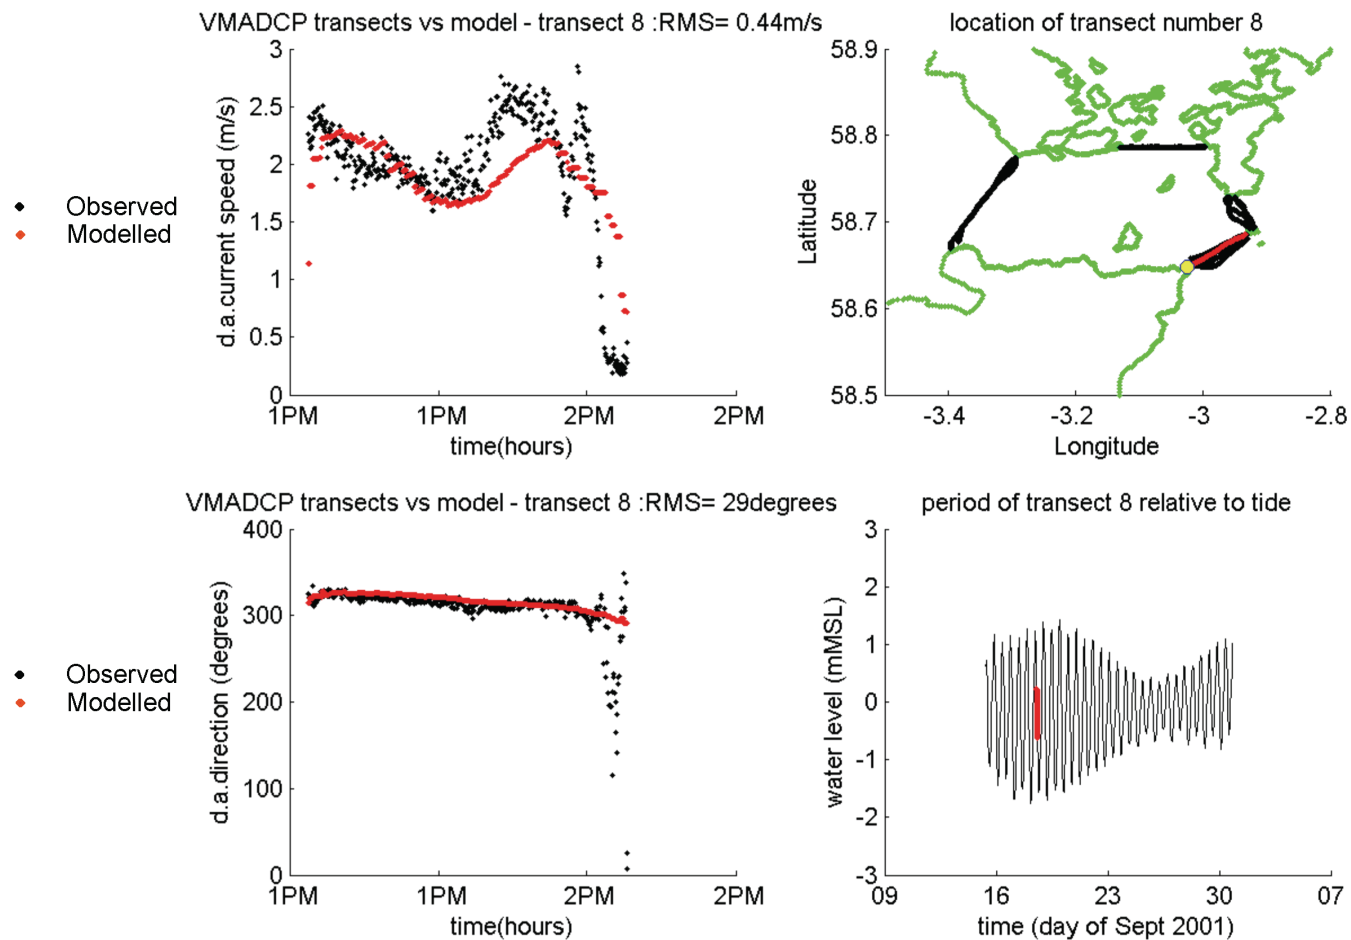 VMADCP transects vs model - transect 8 :RMS= 0.44m/s
3
2.5
2
1.5
1
0.5
0
d.a.current speed (m/s)
1PM 1PM 2PM 2PM
time(hours)
Observed
Modelled
location of transect number 8
58.9
58.8
58.7
58.6
58.5
Latitude
-3.4 -3.2 -3 -2.8
Longitude
VMADCP transects vs model - transect 8 :RMS= 29degrees
400
300
200
100
0
d.a.direction (degrees)
1PM 1PM 2PM 2PM
time(hours)
Observed
Modelled
period of transect 8 relative to tide
3
2
1
0
-1
-2
-3
water level (mMSL)
09 16 23 30 07
time (day of Sept 2001)